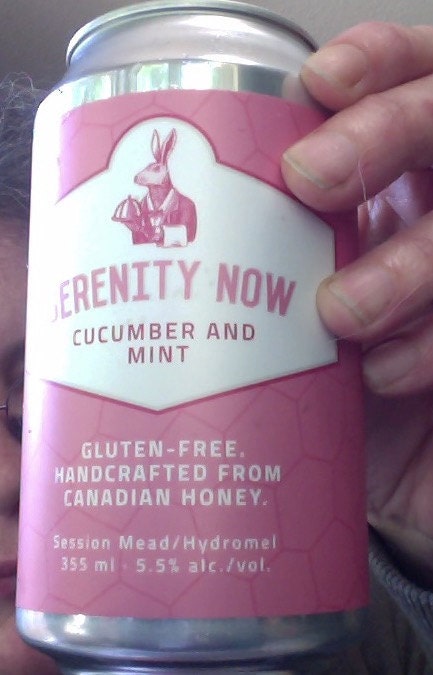 SERENITY NOW
CUCUMBER AND
MINT
GLUTEN-FREE.
HANDCRAFTED FROM
CANADIAN HONEY.
Session Mead/Hydromel
355 ml · 5.5% alc./vol.